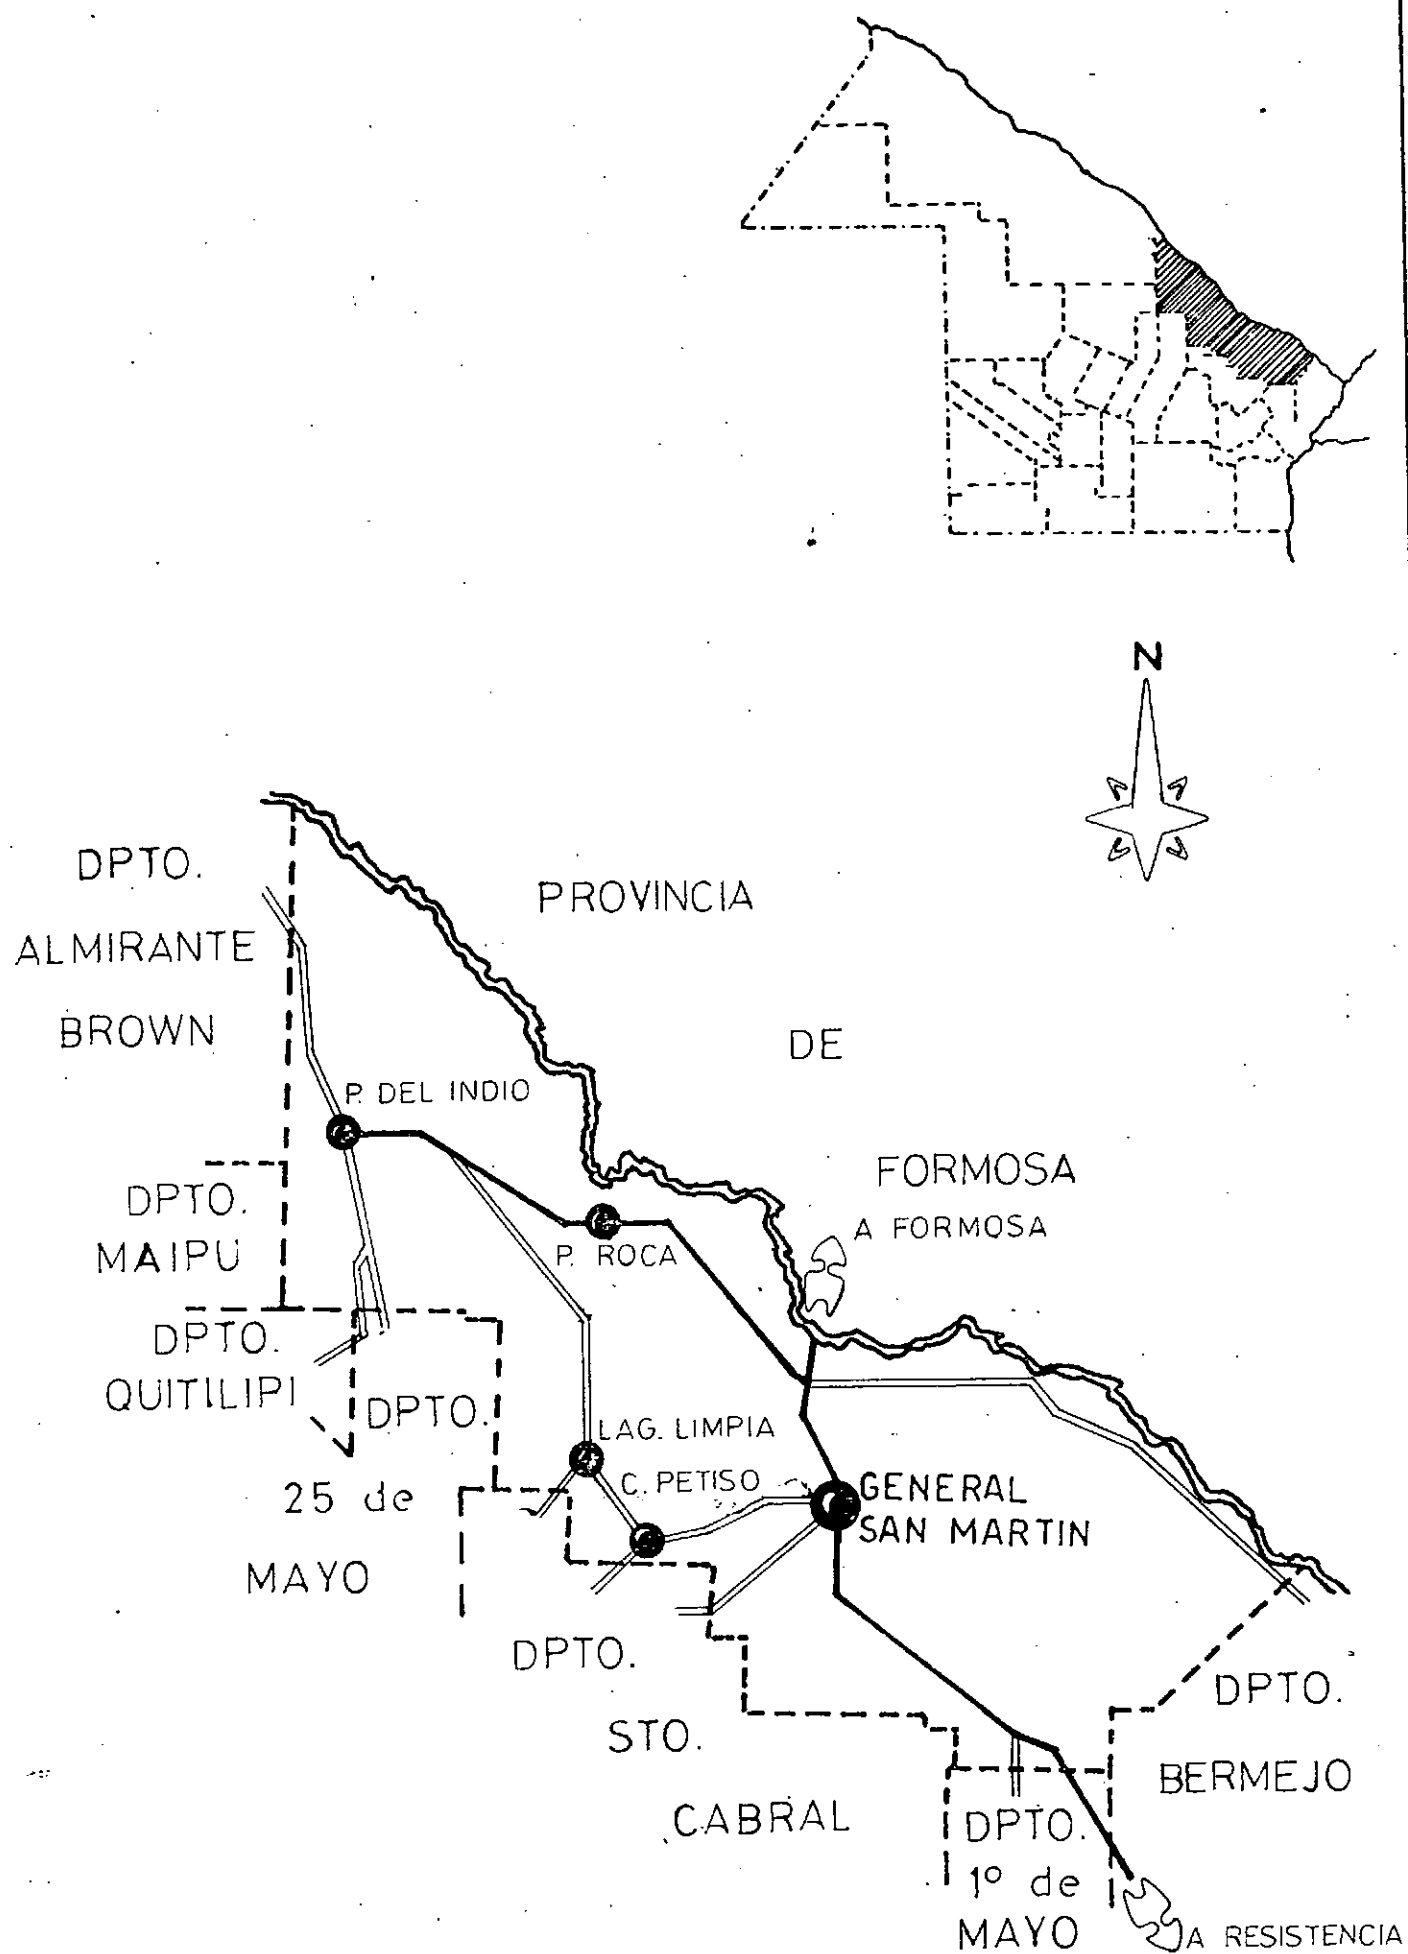 N
DPTO.
ALMIRANTE
BROWN
PROVINCIA
DE
FORMOSA
A FORMOSA
P. DEL INDIO
DPTO.
MAIPU
P. ROCA
DPTO.
QUITILIPI
DPTO.
25 de
MAYO
LAG. LIMPIA
C. PETISO
GENERAL
SAN MARTIN
DPTO.
STO.
CABRAL
DPTO.
BERMEJO
DPTO.
1º de
MAYO
A RESISTENCIA